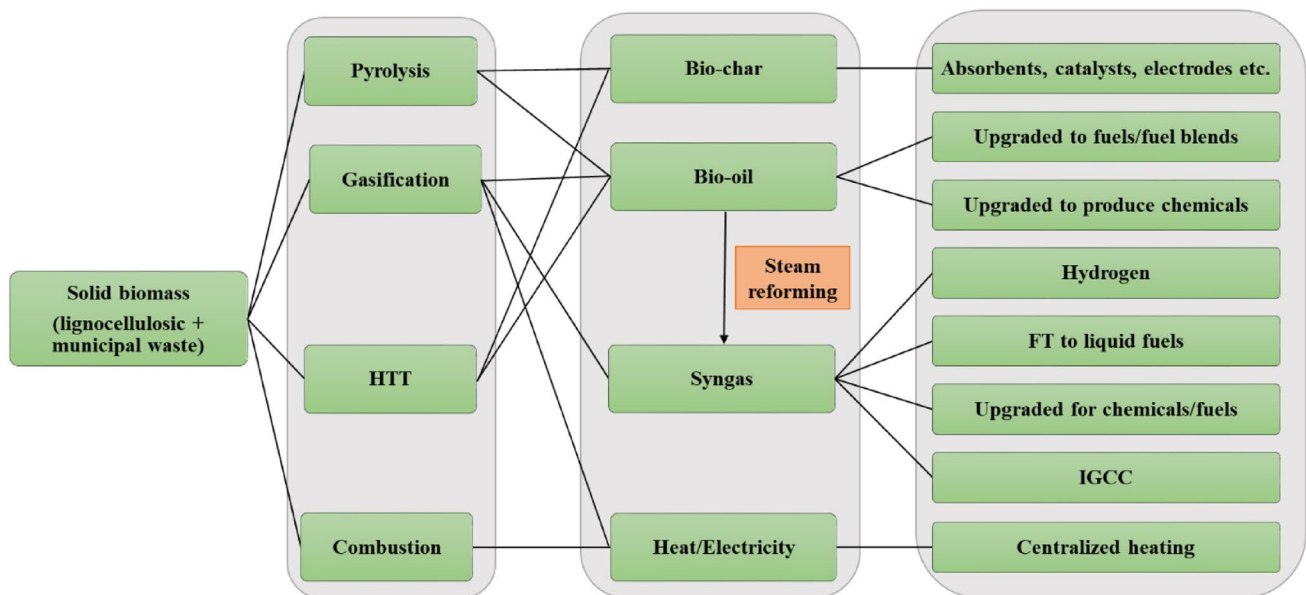 Solid biomass
(lignocellulosic +
municipal waste)
Pyrolysis
Gasification
HTT
Combustion
Bio-char
Bio-oil
Steam
reforming
Syngas
Heat/Electricity
Absorbents, catalysts, electrodes etc.
Upgraded to fuels/fuel blends
Upgraded to produce chemicals
Hydrogen
FT to liquid fuels
Upgraded for chemicals/fuels
IGCC
Centralized heating